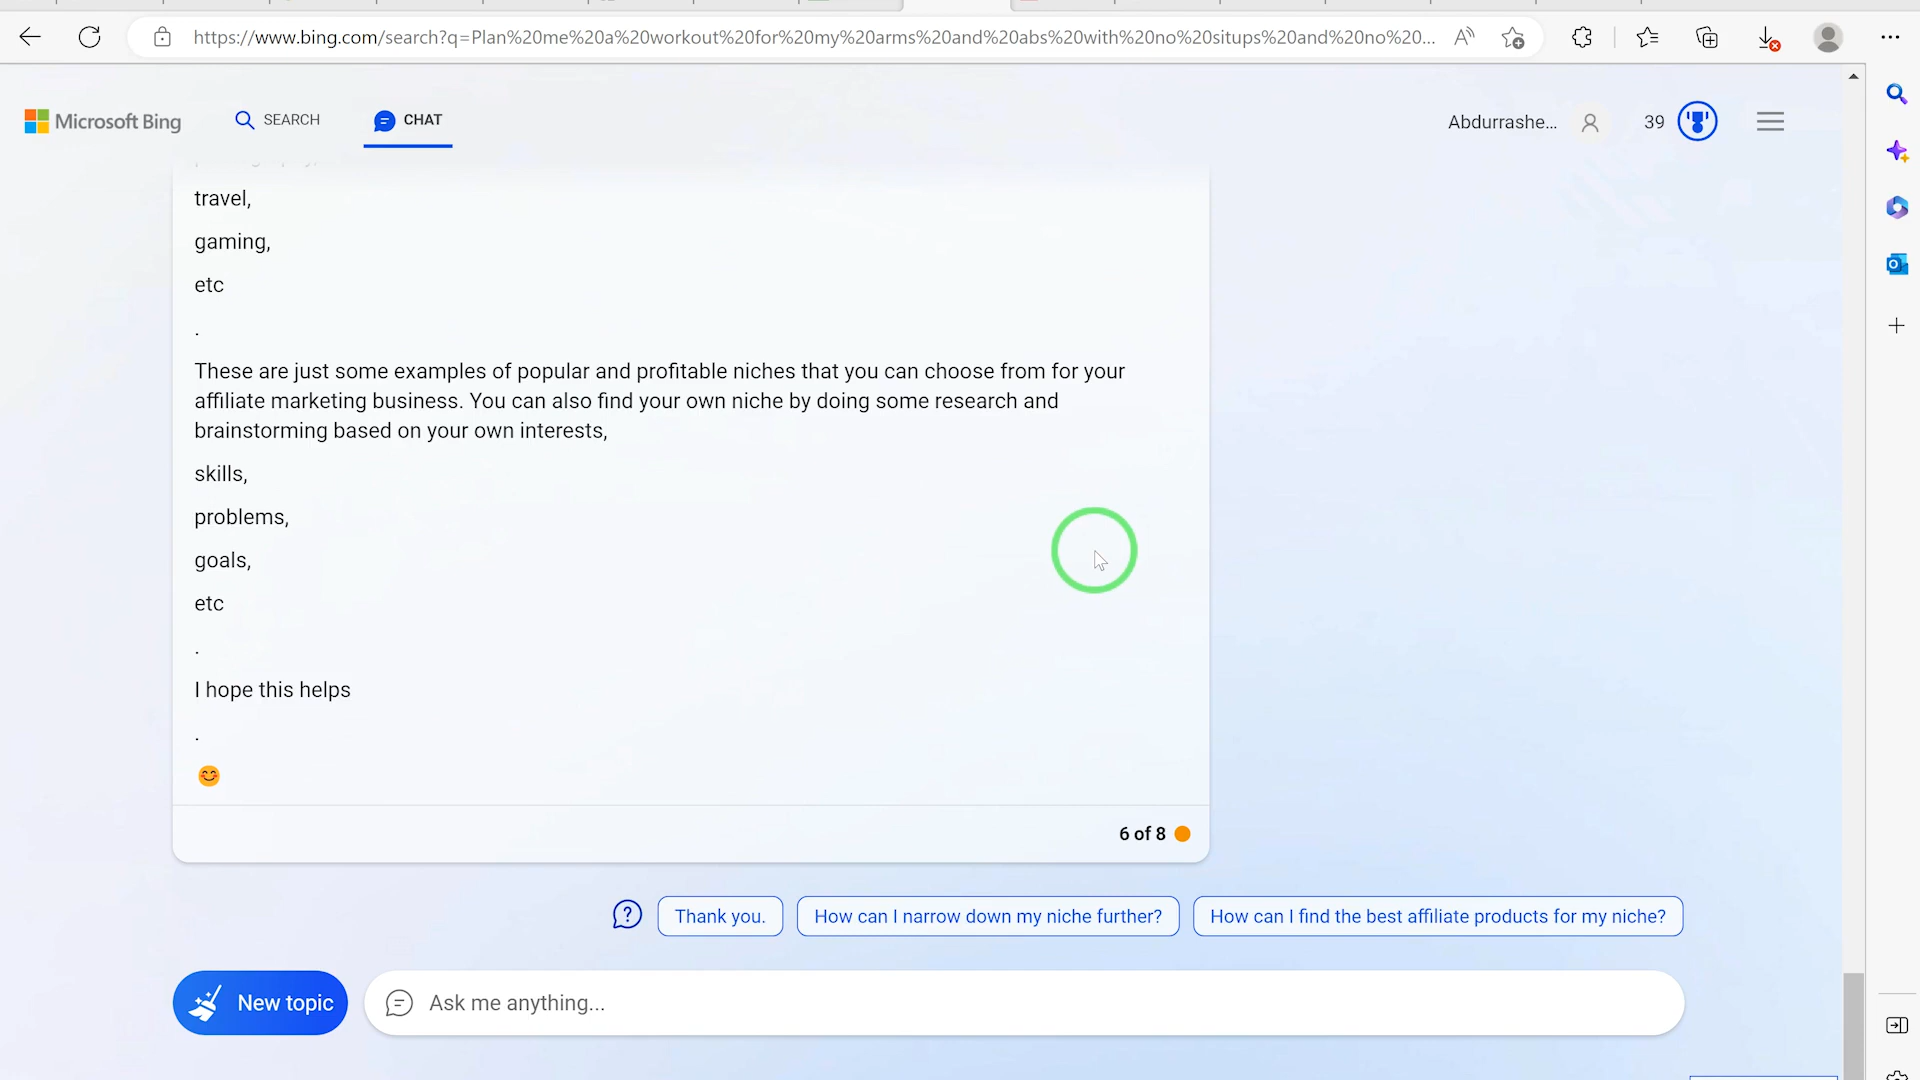 https://www.bing.com/search?q=Plan%20me%20a%20workout%20for%20my%20arms%20and%20abs%20with%20no%20situps%20and%20no%20...
Microsoft Bing
SEARCH
CHAT
Abdurrashe...
39
travel,
gaming,
etc
.
These are just some examples of popular and profitable niches that you can choose from for your
affiliate marketing business. You can also find your own niche by doing some research and
brainstorming based on your own interests,
skills,
problems,
goals,
etc
.
I hope this helps
.
6 of 8
Thank you.
How can I narrow down my niche further?
How can I find the best affiliate products for my niche?
New topic
Ask me anything...